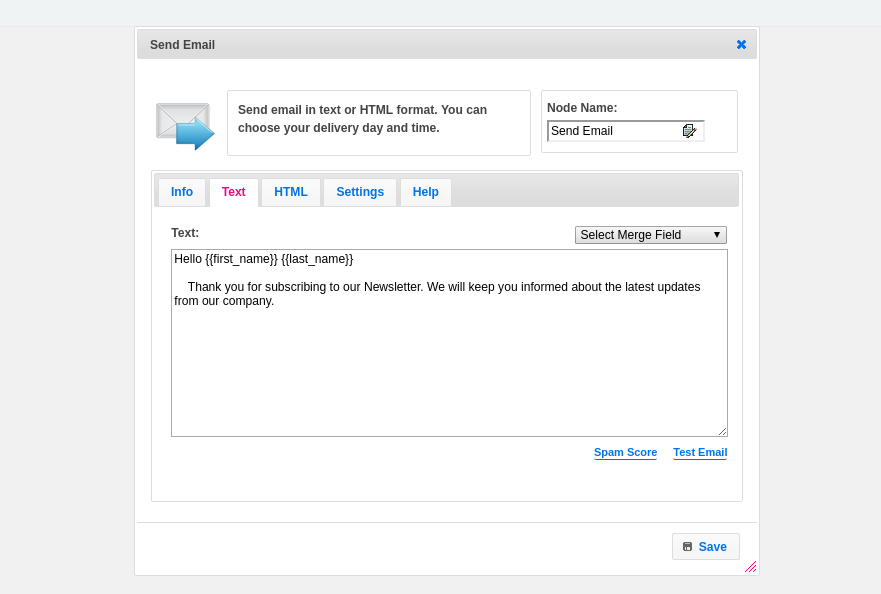 Send Email
Send email in text or HTML format. You can
choose your delivery day and time.
Node Name:
Send Email
Info Text HTML Settings Help
Text:
Select Merge Field
Hello {{first_name}} {{last_name}}
Thank you for subscribing to our Newsletter. We will keep you informed about the latest updates
from our company.
Spam Score Test Email
Save